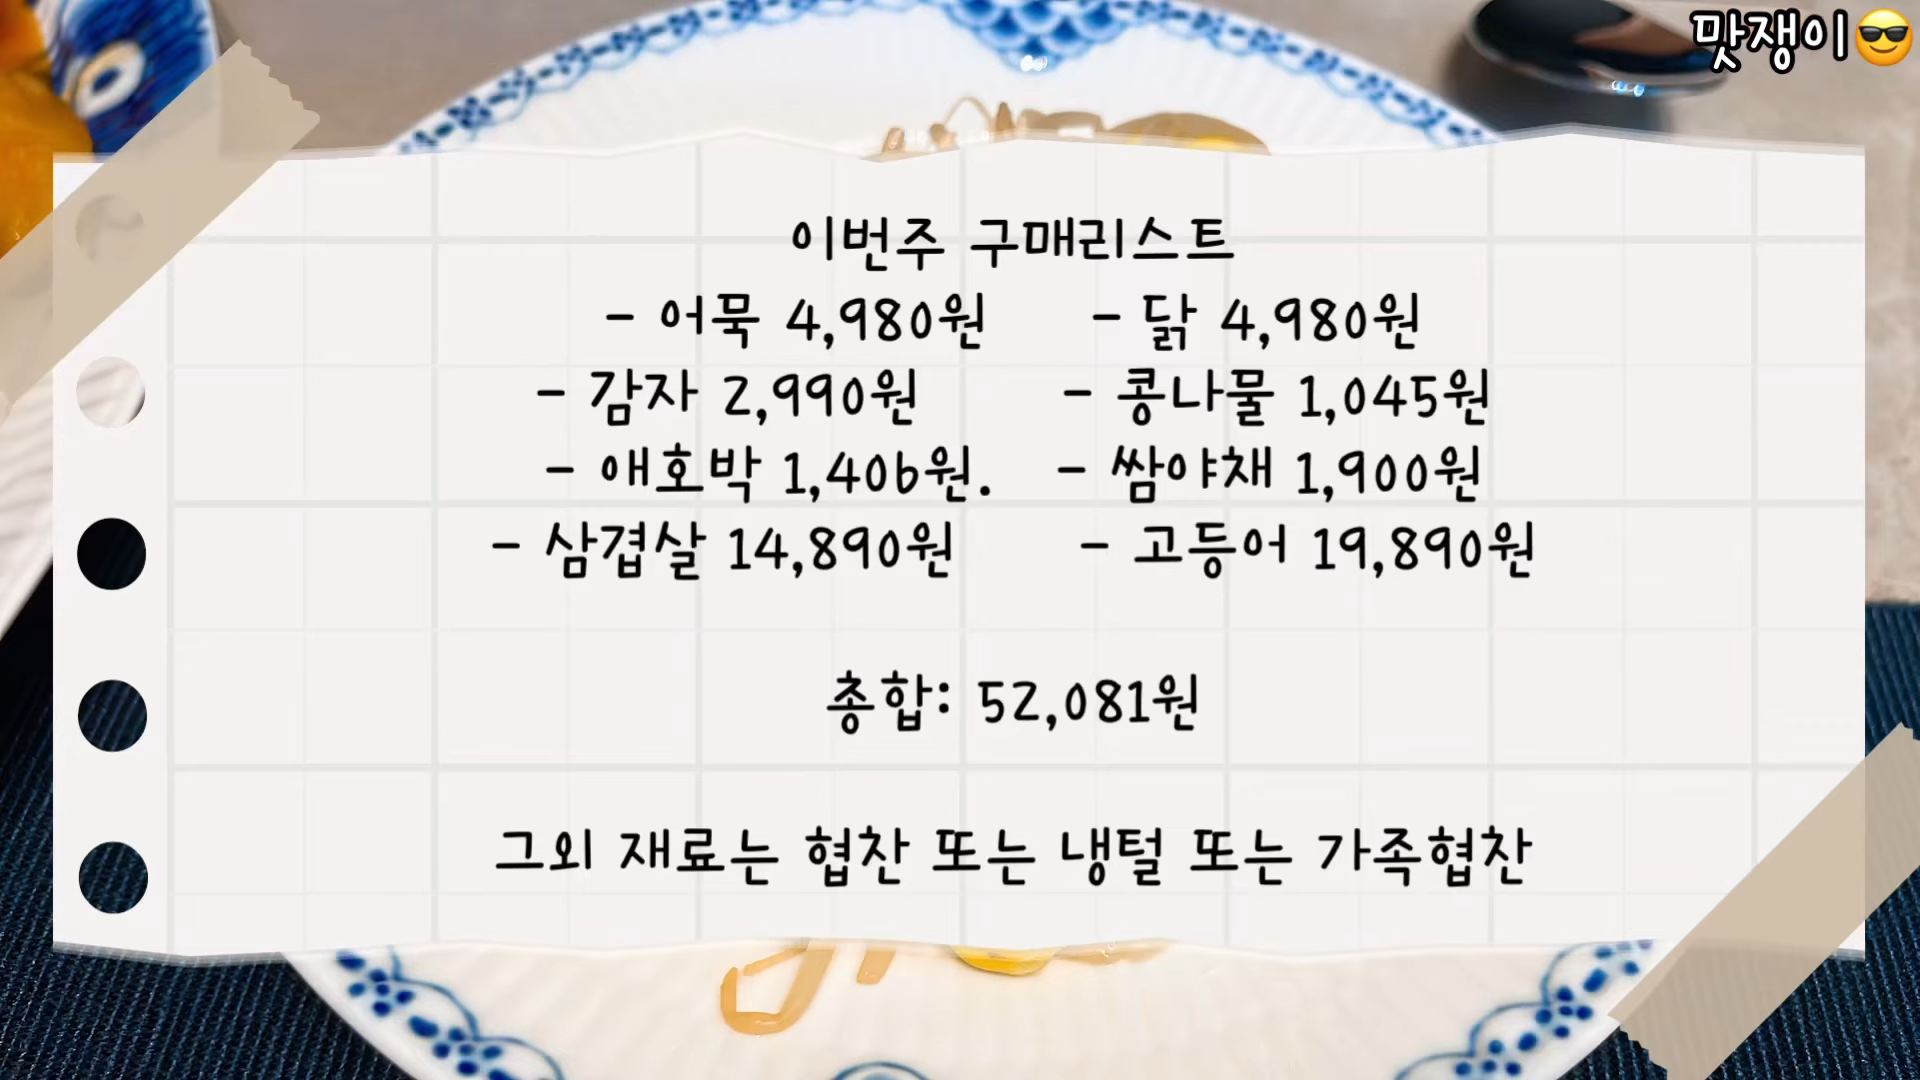 맛쟁이😎
이번주 구매리스트
- 어묵 4,980원 - 닭 4,980원
- 감자 2,990원 - 콩나물 1,045원
- 애호박 1,406원. - 쌈야채 1,900원
- 삼겹살 14,890원 - 고등어 19,890원
총합: 52,081원
그외 재료는 협찬 또는 냉털 또는 가족협찬